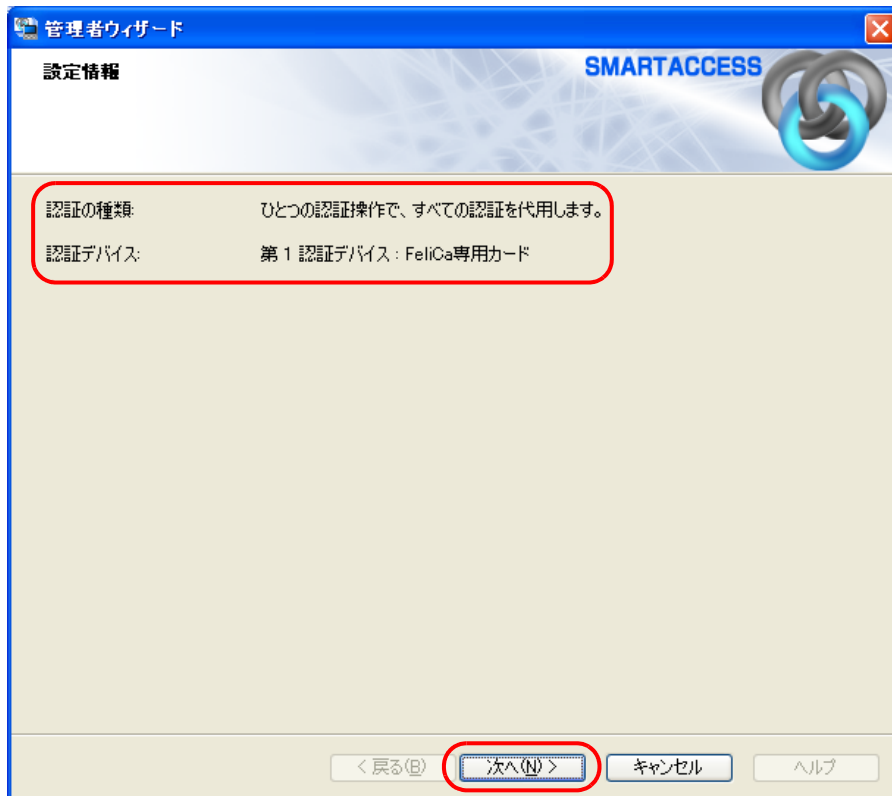 管理者ウィザード
設定情報
SMARTACCESS
認証の種類: ひとつの認証操作で、すべての認証を代用します。
認証デバイス: 第1認証デバイス:FeliCa専用カード
< 戻る(B) 次へ(N) > キャンセル ヘルプ